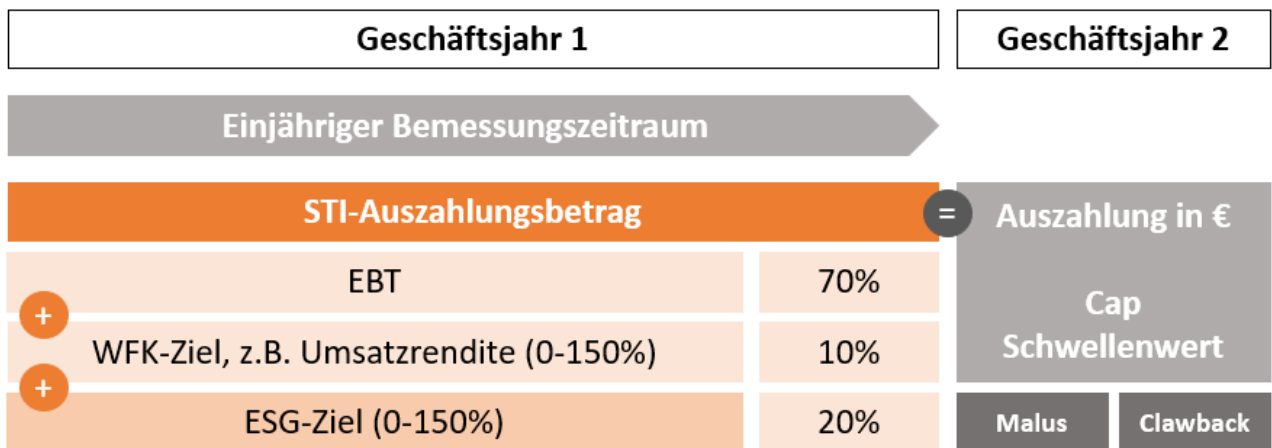 Geschäftsjahr 1
Geschäftsjahr 2
Einjähriger Bemessungszeitraum
STI-Auszahlungsbetrag
=
Auszahlung in €
EBT
70%
+
Cap
WFK-Ziel, z.B. Umsatzrendite (0-150%)
10%
Schwellenwert
+
ESG-Ziel (0-150%)
20%
Malus
Clawback